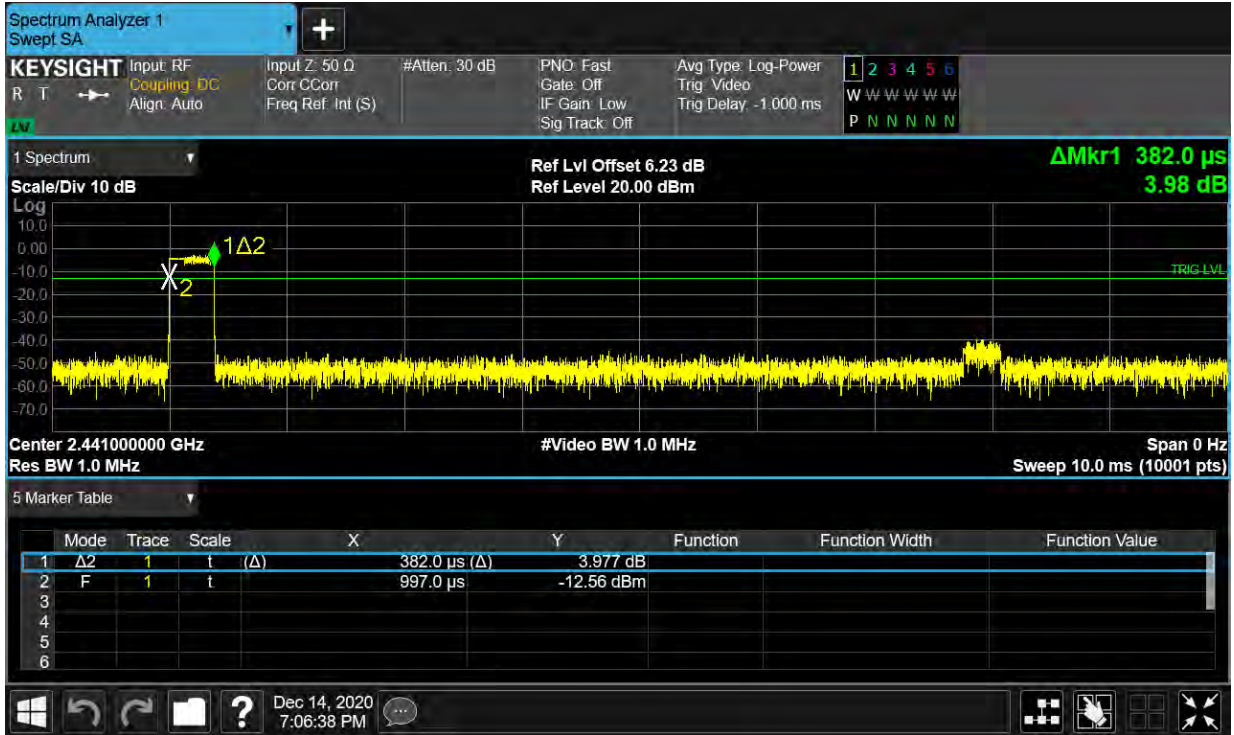 Spectrum Analyzer 1
Swept SA
KEYSIGHT
R T
LXI
Input: RF
Coupling: DC
Align: Auto
Input Z: 50 Ω
Corr CCorr
Freq Ref: Int (S)
#Atten: 30 dB
PNO: Fast
Gate: Off
IF Gain: Low
Sig Track: Off
Avg Type: Log-Power
Trig: Video
Trig Delay: -1.000 ms
1 2 3 4 5 6
W W W W W W
P N N N N N
1 Spectrum
Scale/Div 10 dB
Ref Lvl Offset 6.23 dB
Ref Level 20.00 dBm
ΔMkr1 382.0 µs
3.98 dB
Log
10.0
0.00
-10.0
-20.0
-30.0
-40.0
-50.0
-60.0
-70.0
1Δ2
2
TRIG LVL
Center 2.441000000 GHz
#Video BW 1.0 MHz
Span 0 Hz
Res BW 1.0 MHz
Sweep 10.0 ms (10001 pts)
5 Marker Table
Mode Trace Scale X Y Function Function Width Function Value
1 Δ2 1 t (Δ) 382.0 µs (Δ) 3.977 dB
2 F 1 t 997.0 µs -12.56 dBm
3
4
5
6
?
Dec 14, 2020
7:06:38 PM